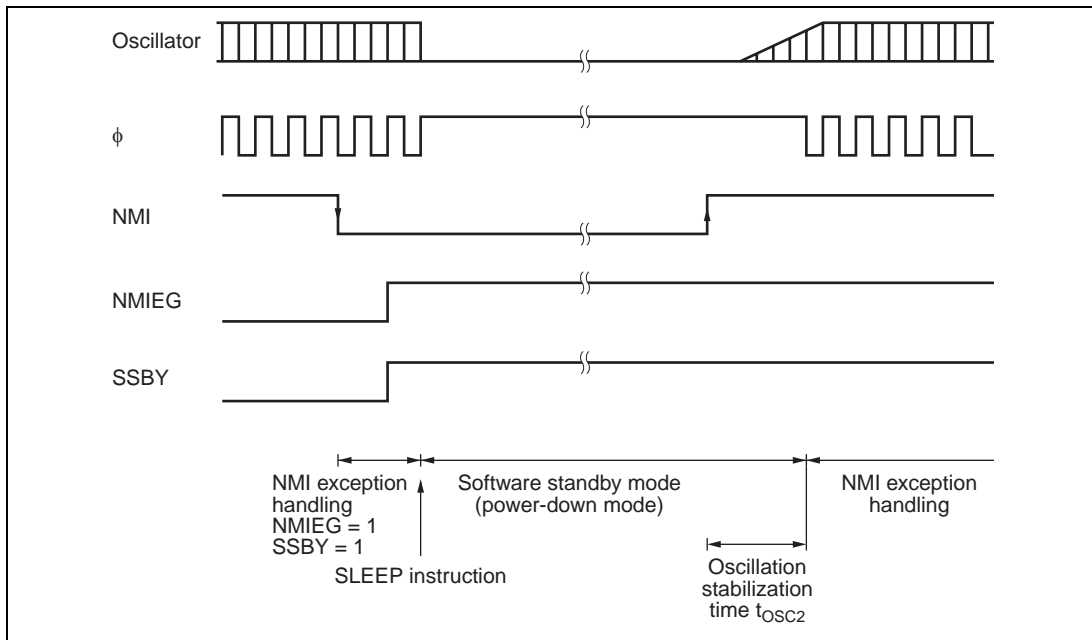 Oscillator
ϕ
NMI
NMIEG
SSBY
NMI exception
handling
NMIEG = 1
SSBY = 1
SLEEP instruction
Software standby mode
(power-down mode)
Oscillation
stabilization
time tOSC2
NMI exception
handling